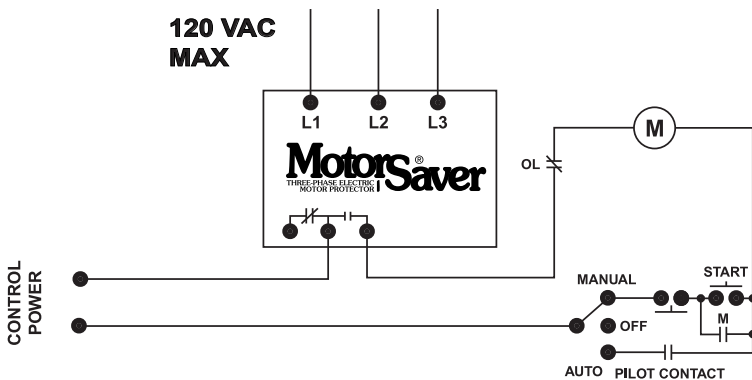 120 VAC
MAX
L1 L2 L3
M
MotorSaver®
THREE-PHASE ELECTRIC
MOTOR PROTECTOR
OL
CONTROL
POWER
MANUAL
START
OFF
M
AUTO PILOT CONTACT